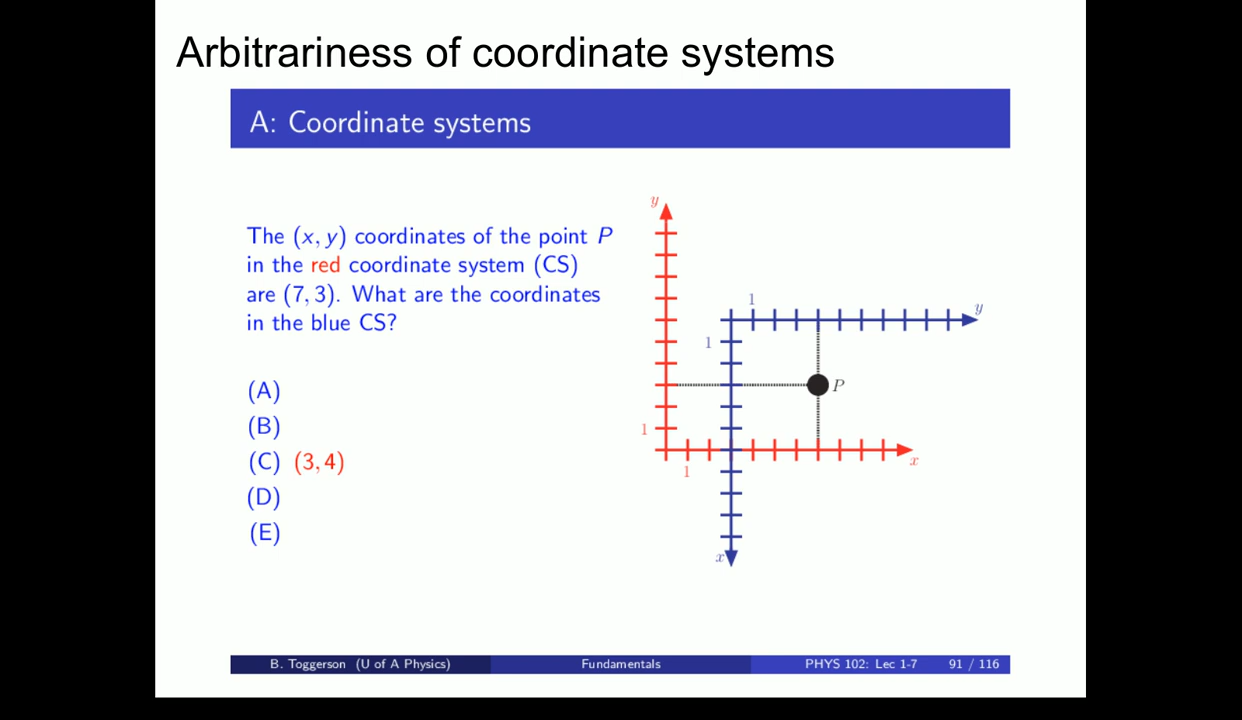 Arbitrariness of coordinate systems
A: Coordinate systems
The (x, y) coordinates of the point P
in the red coordinate system (CS)
are (7, 3). What are the coordinates
in the blue CS?
(A)
(B)
(C) (3, 4)
(D)
(E)
y
1
y
1
P
1
x
1
x
B. Toggerson (U of A Physics)
Fundamentals
PHYS 102: Lec 1-7
91 / 116